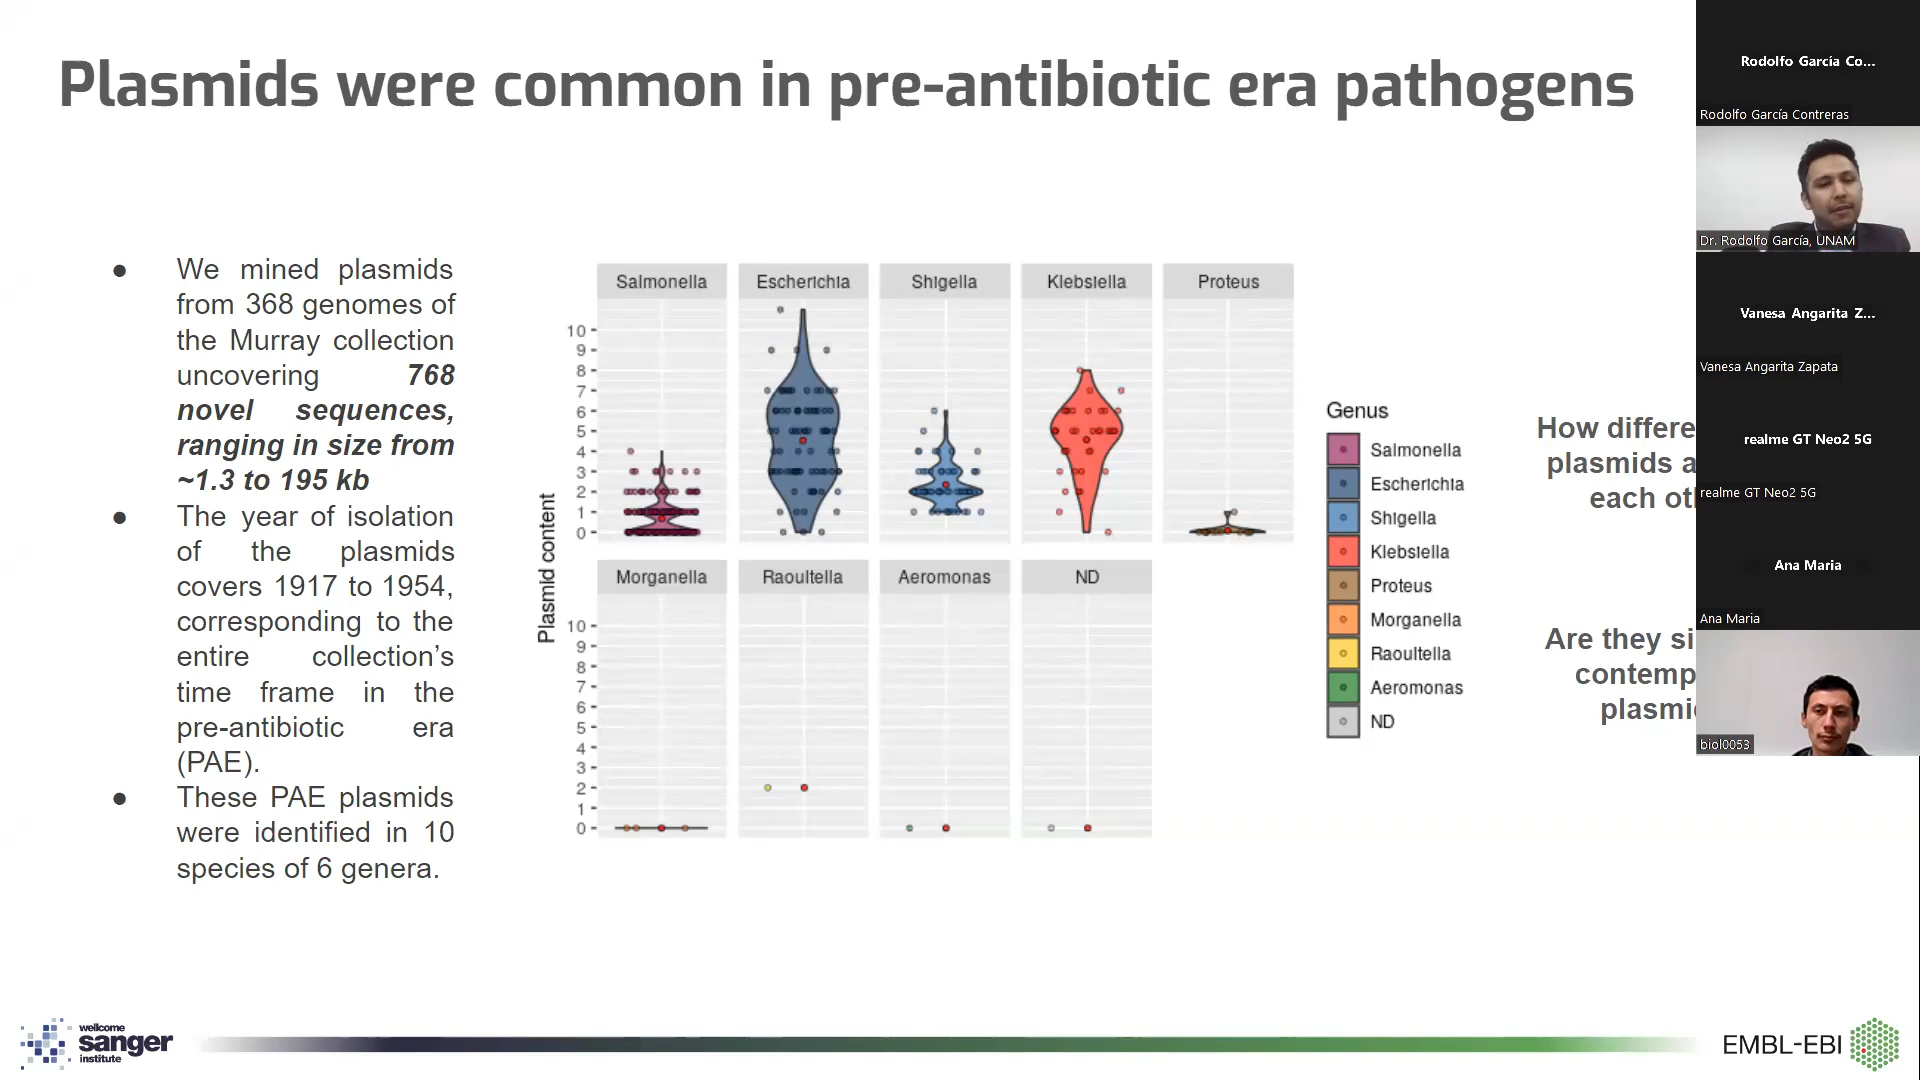 Plasmids were common in pre-antibiotic era pathogens
● We mined plasmids
from 368 genomes of
the Murray collection
uncovering 768
novel sequences,
ranging in size from
~1.3 to 195 kb
● The year of isolation
of the plasmids
covers 1917 to 1954,
corresponding to the
entire collection’s
time frame in the
pre-antibiotic era
(PAE).
● These PAE plasmids
were identified in 10
species of 6 genera.
Plasmid content
Salmonella Escherichia Shigella Klebsiella Proteus
10
9
8
7
6
5
4
3
2
1
0
Morganella Raoultella Aeromonas ND
10
9
8
7
6
5
4
3
2
1
0
Genus
Salmonella
Escherichia
Shigella
Klebsiella
Proteus
Morganella
Raoultella
Aeromonas
ND
How differe
plasmids a
each ot
Are they si
contemp
plasmi
Rodolfo García Co...
Rodolfo García Contreras
Dr. Rodolfo García, UNAM
Vanesa Angarita Z...
Vanesa Angarita Zapata
realme GT Neo2 5G
realme GT Neo2 5G
Ana Maria
Ana Maria
biol0053
wellcome
sanger
institute
EMBL-EBI